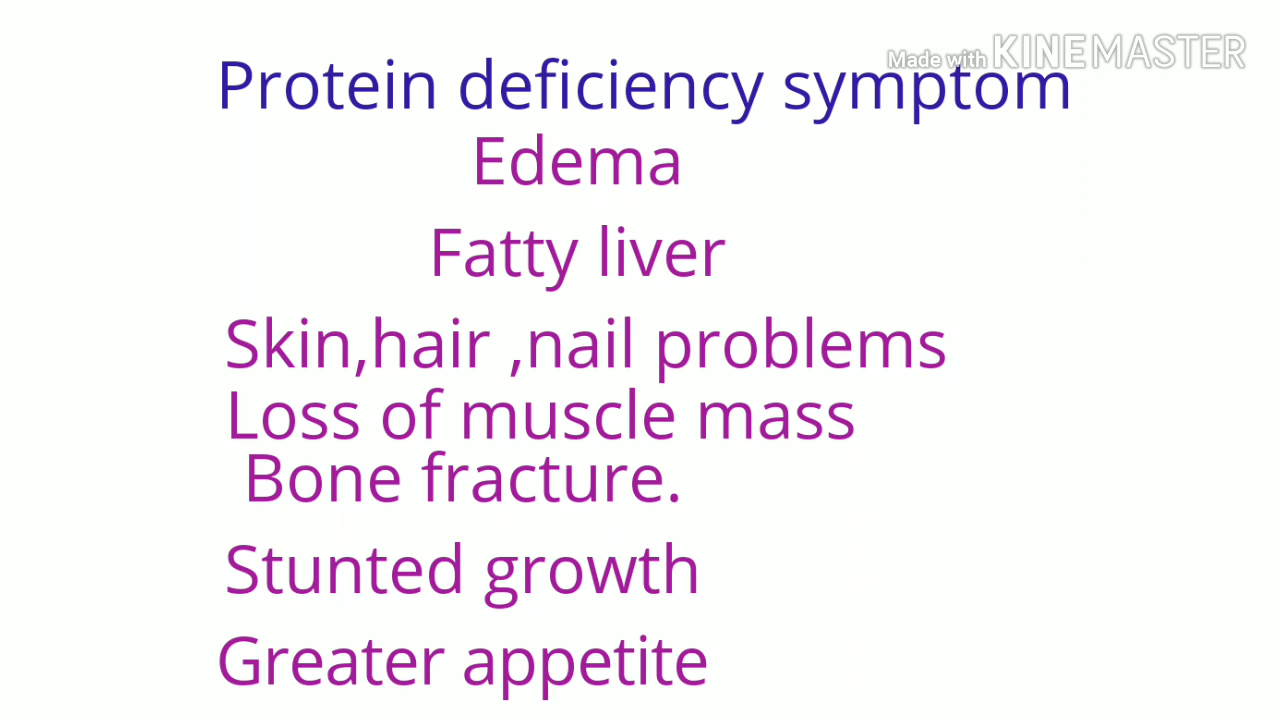 Made with KINEMASTER
Protein deficiency symptom
Edema
Fatty liver
Skin,hair ,nail problems
Loss of muscle mass
Bone fracture.
Stunted growth
Greater appetite